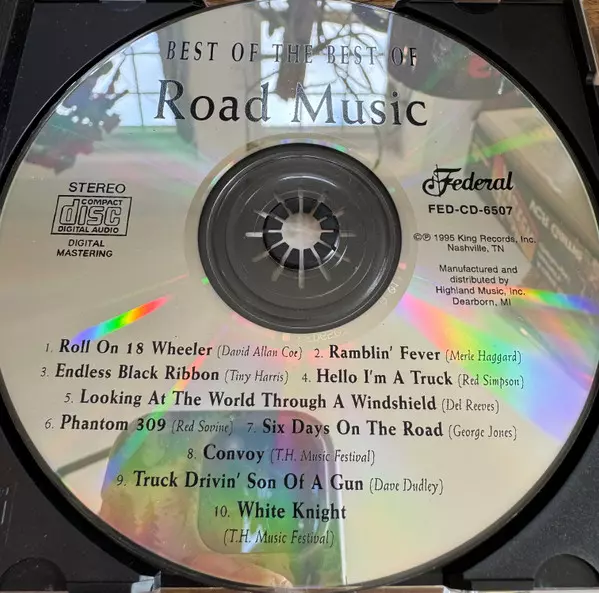 BEST OF THE BEST OF
Road Music
STEREO
COMPACT
disc
DIGITAL AUDIO
DIGITAL
MASTERING
Federal
FED-CD-6507
©℗ 1995 King Records, Inc.
Nashville, TN
Manufactured and
distributed by
Highland Music, Inc.
Dearborn, MI
1. Roll On 18 Wheeler (David Allan Coe) 2. Ramblin' Fever (Merle Haggard)
3. Endless Black Ribbon (Tiny Harris) 4. Hello I'm A Truck (Red Simpson)
5. Looking At The World Through A Windshield (Del Reeves)
6. Phantom 309 (Red Sovine) 7. Six Days On The Road (George Jones)
8. Convoy (T.H. Music Festival)
9. Truck Drivin' Son Of A Gun (Dave Dudley)
10. White Knight
(T.H. Music Festival)